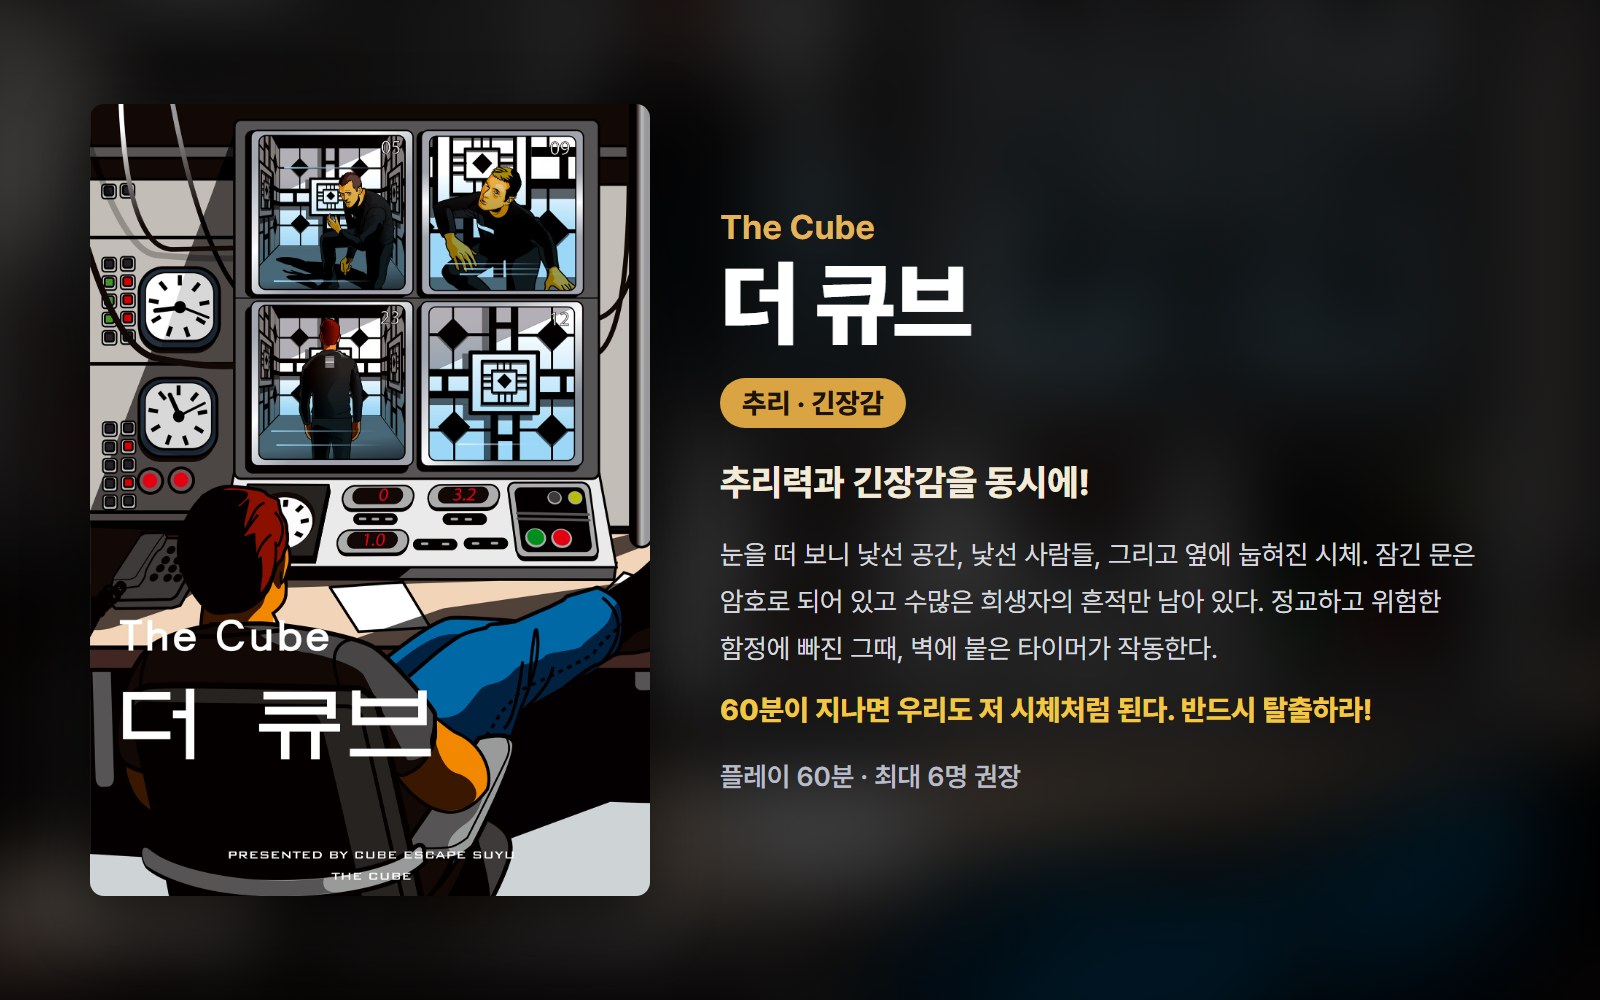 05
09
23
12
0
3.2
1.0
The Cube
더 큐브
PRESENTED BY CUBE ESCAPE SUYU
THE CUBE
The Cube
더 큐브
추리 · 긴장감
추리력과 긴장감을 동시에!
눈을 떠 보니 낯선 공간, 낯선 사람들, 그리고 옆에 눕혀진 시체. 잠긴 문은
암호로 되어 있고 수많은 희생자의 흔적만 남아 있다. 정교하고 위험한
함정에 빠진 그때, 벽에 붙은 타이머가 작동한다.
60분이 지나면 우리도 저 시체처럼 된다. 반드시 탈출하라!
플레이 60분 · 최대 6명 권장